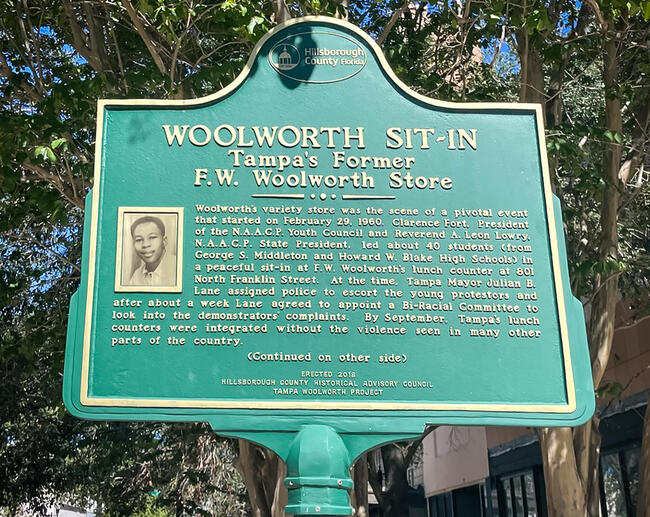 Hillsborough
County Florida
WOOLWORTH SIT-IN
Tampa's Former
F.W. Woolworth Store
Woolworth's variety store was the scene of a pivotal event
that started on February 29, 1960. Clarence Fort, President
of the N.A.A.C.P. Youth Council and Reverend A. Leon Lowry,
N.A.A.C.P. State President, led about 40 students (from
George S. Middleton and Howard W. Blake High Schools) in
a peaceful sit-in at F.W. Woolworth's lunch counter at 801
North Franklin Street. At the time, Tampa Mayor Julian B.
Lane assigned police to escort the young protestors and
after about a week Lane agreed to appoint a Bi-Racial Committee to
look into the demonstrators' complaints. By September, Tampa's lunch
counters were integrated without the violence seen in many other
parts of the country.
(Continued on other side)
ERECTED 2018
HILLSBOROUGH COUNTY HISTORICAL ADVISORY COUNCIL
TAMPA WOOLWORTH PROJECT